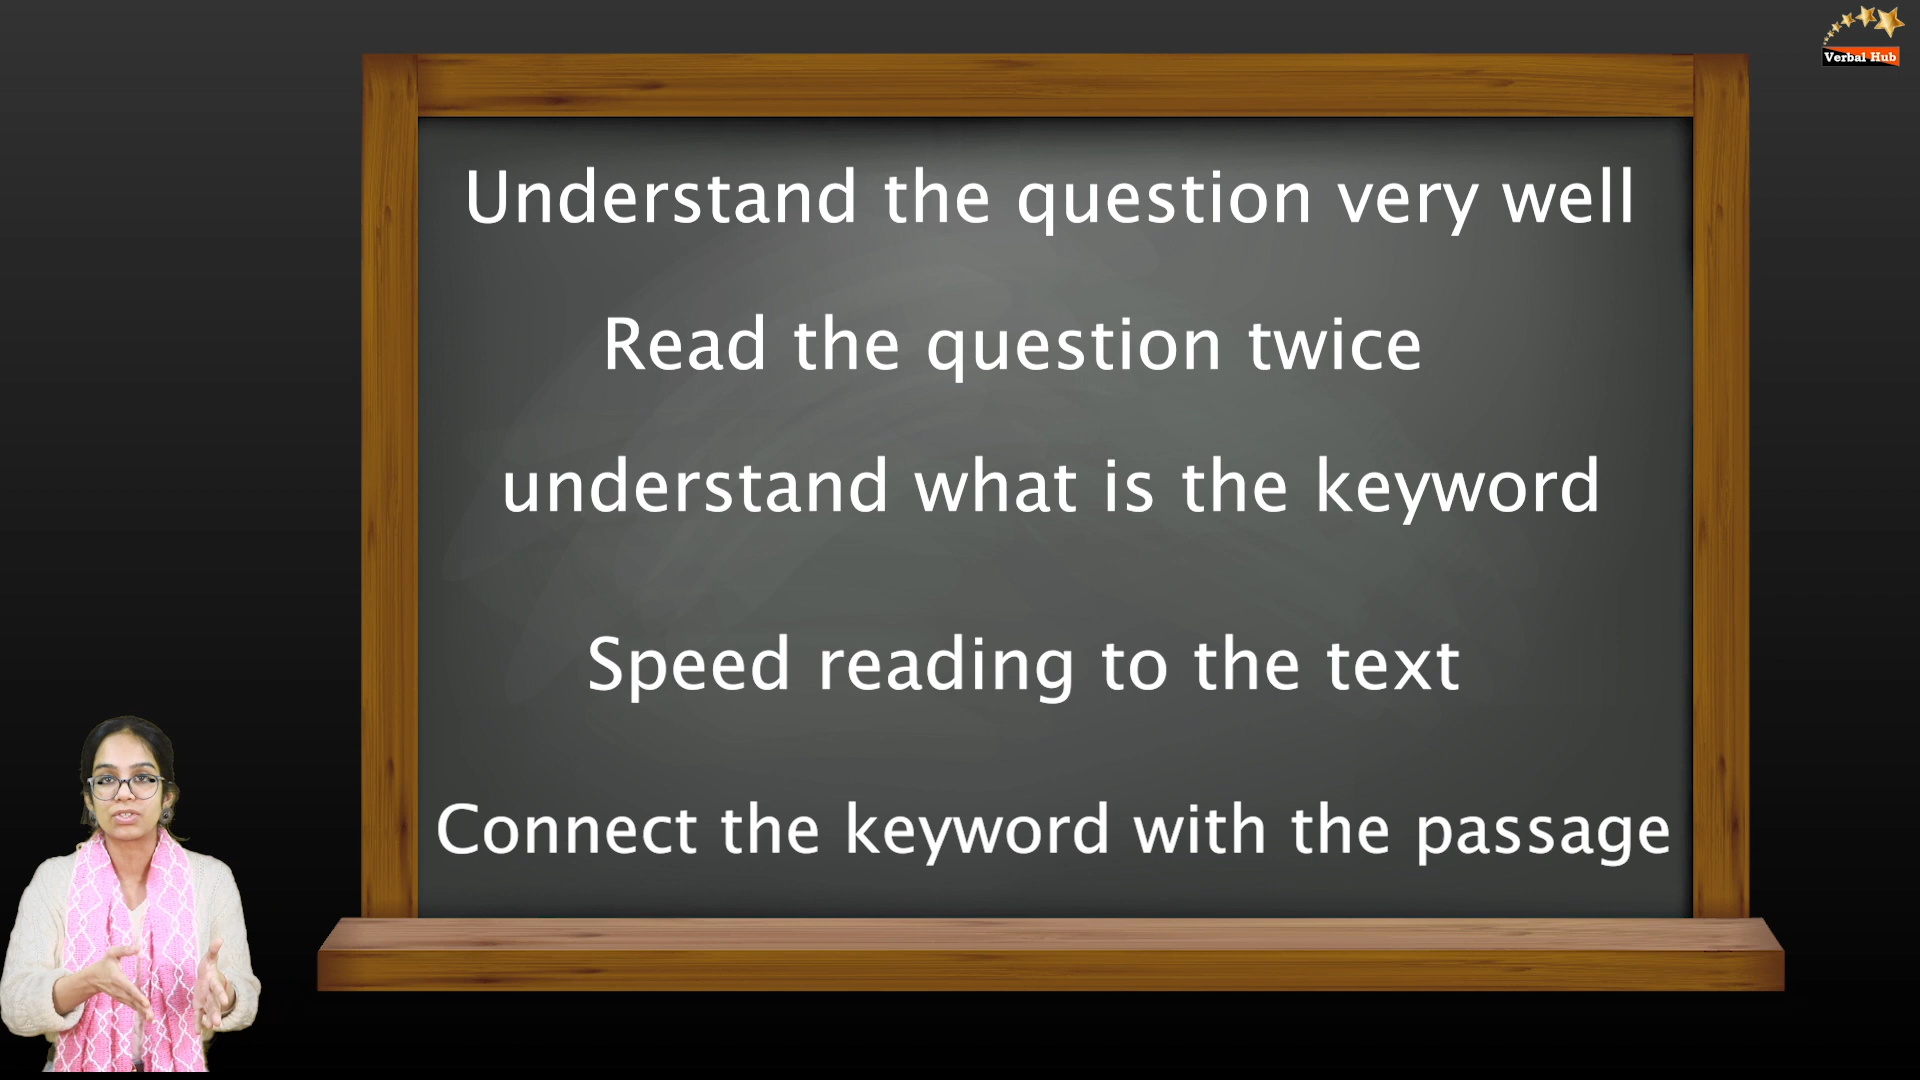 Verbal Hub
Understand the question very well
Read the question twice
understand what is the keyword
Speed reading to the text
Connect the keyword with the passage